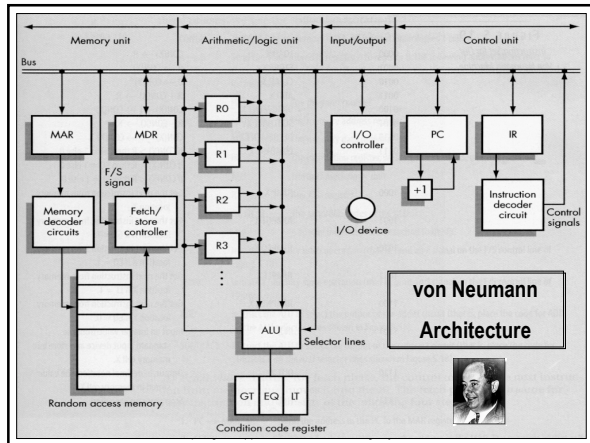 Memory unit
Arithmetic/logic unit
Input/output
Control unit
Bus
MAR
MDR
F/S
signal
Memory
decoder
circuits
Fetch/
store
controller
Random access memory
R0
R1
R2
R3
ALU
Selector lines
GT
EQ
LT
Condition code register
I/O
controller
I/O device
PC
+1
IR
Instruction
decoder
circuit
Control
signals
von Neumann
Architecture